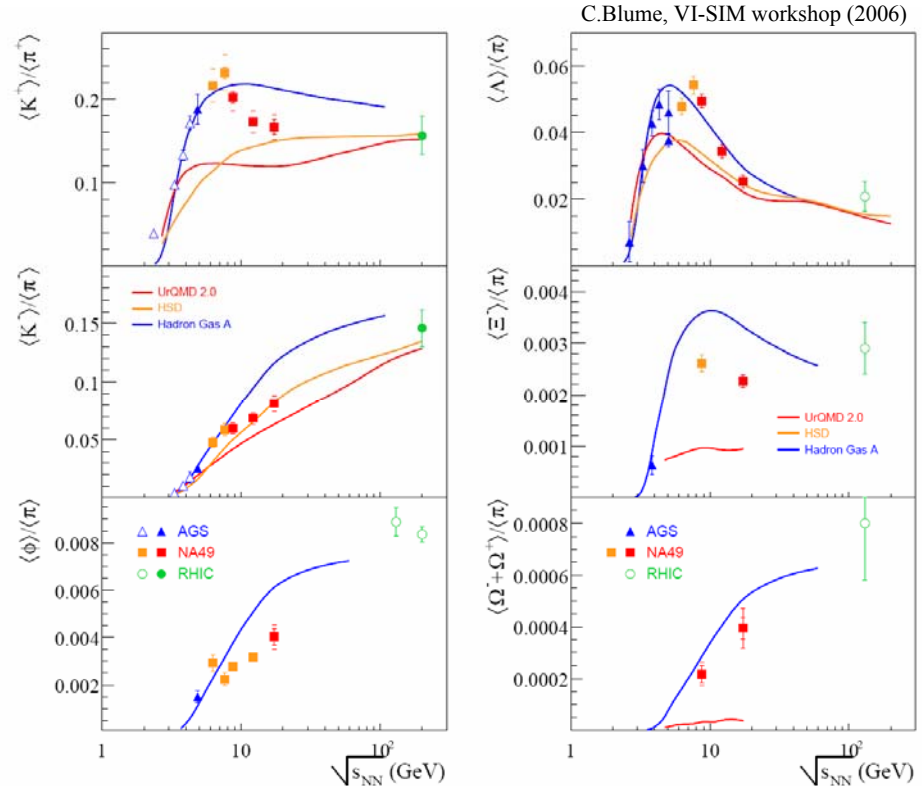 C.Blume, VI-SIM workshop (2006)
⟨K⁺⟩/⟨π⁺⟩
0.2
0.1
⟨Λ⟩/⟨π⟩
0.06
0.04
0.02
⟨K⁻⟩/⟨π⁻⟩
0.15
0.1
0.05
UrQMD 2.0
HSD
Hadron Gas A
⟨Ξ⁻⟩/⟨π⟩
0.004
0.003
0.002
0.001
UrQMD 2.0
HSD
Hadron Gas A
⟨ϕ⟩/⟨π⟩
0.008
0.006
0.004
0.002
AGS
NA49
RHIC
1
10
10²
√s_NN (GeV)
⟨Ω⁻+Ω⁺⟩/⟨π⟩
0.0008
0.0006
0.0004
0.0002
AGS
NA49
RHIC
1
10
10²
√s_NN (GeV)